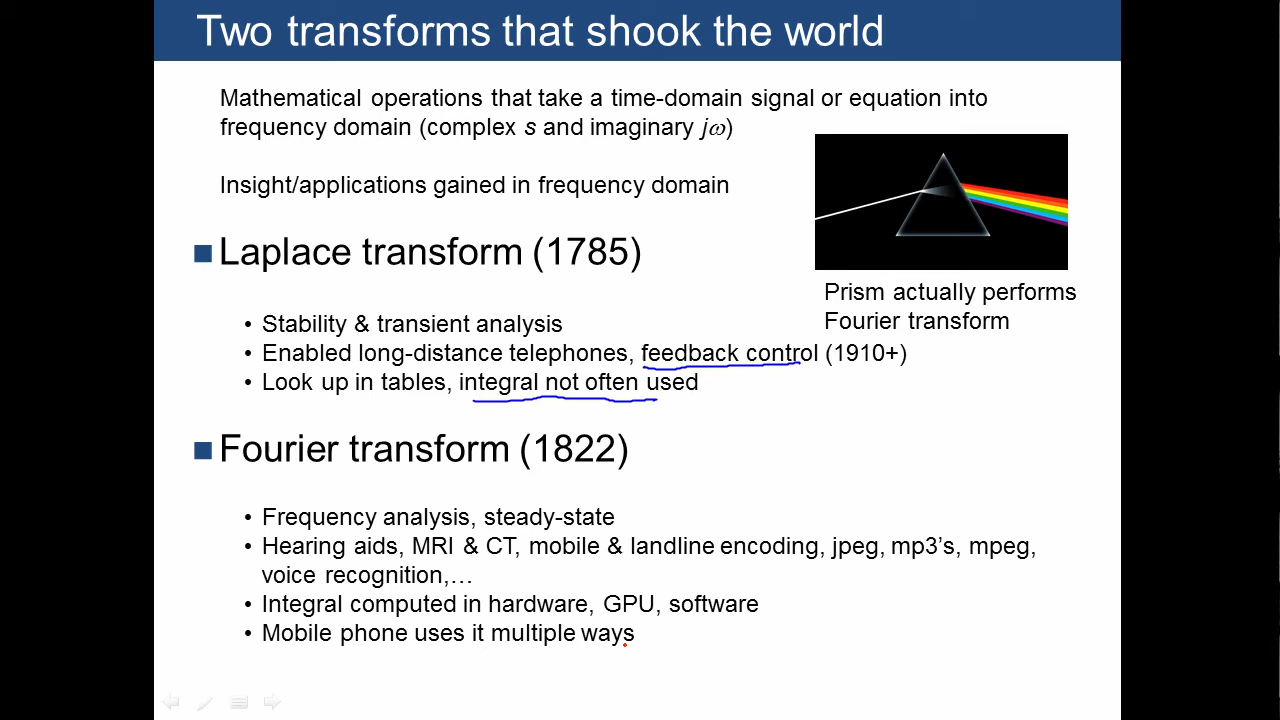 Two transforms that shook the world
Mathematical operations that take a time-domain signal or equation into
frequency domain (complex s and imaginary jω)
Insight/applications gained in frequency domain
■ Laplace transform (1785)
Prism actually performs
Fourier transform
• Stability & transient analysis
• Enabled long-distance telephones, feedback control (1910+)
• Look up in tables, integral not often used
■ Fourier transform (1822)
• Frequency analysis, steady-state
• Hearing aids, MRI & CT, mobile & landline encoding, jpeg, mp3’s, mpeg,
voice recognition,…
• Integral computed in hardware, GPU, software
• Mobile phone uses it multiple ways